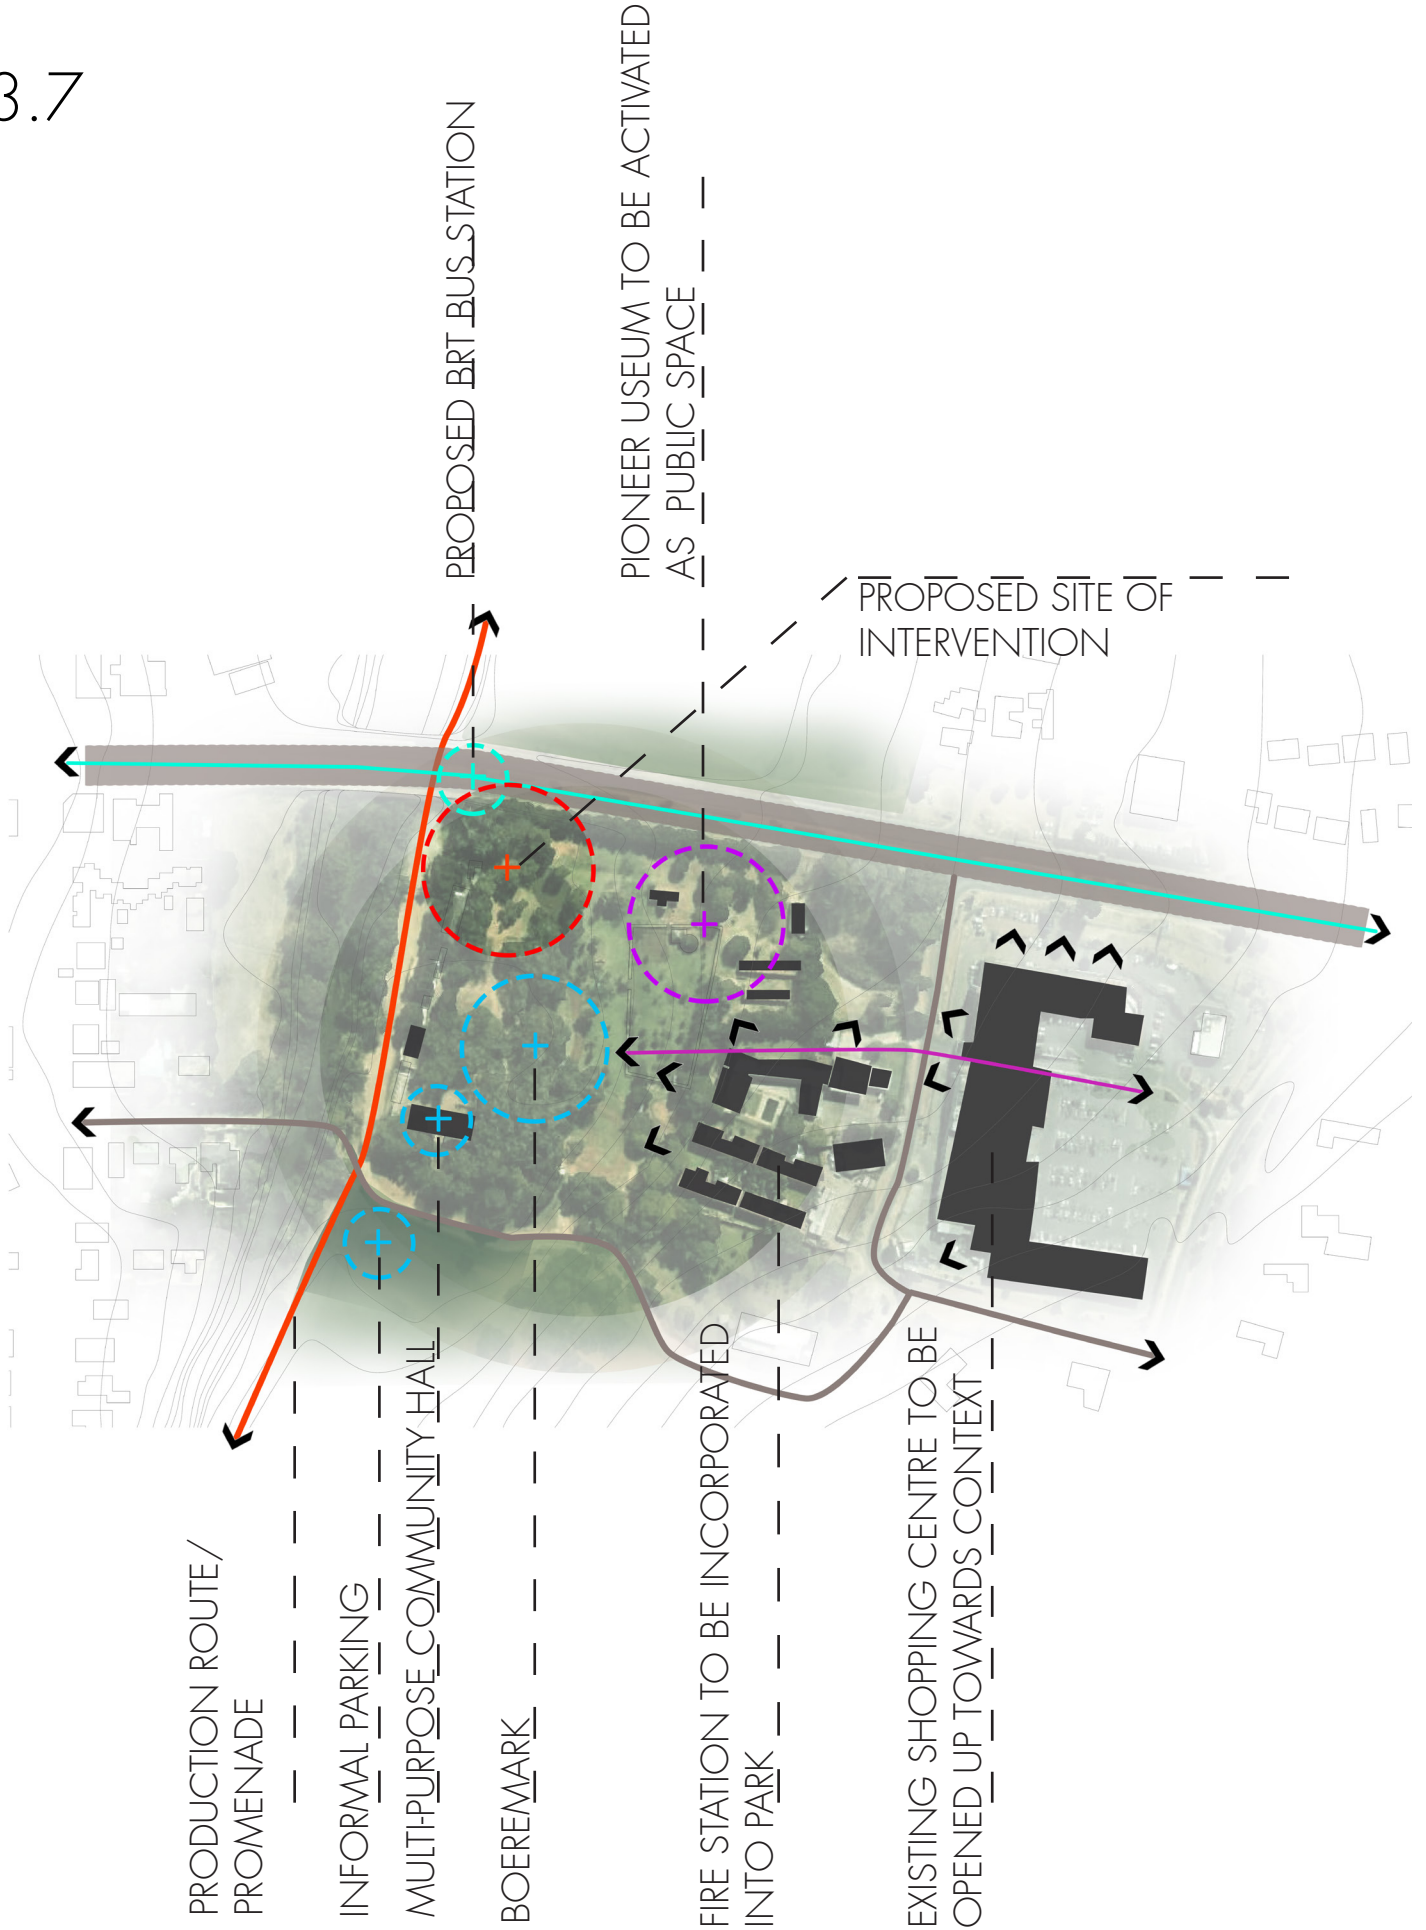 3.7
PROPOSED BRT BUS STATION
PIONEER USEUM TO BE ACTIVATED
AS PUBLIC SPACE
PROPOSED SITE OF
INTERVENTION
PRODUCTION ROUTE/
PROMENADE
INFORMAL PARKING
MULTI-PURPOSE COMMUNITY HALL
BOEREMARK
FIRE STATION TO BE INCORPORATED
INTO PARK
EXISTING SHOPPING CENTRE TO BE
OPENED UP TOWARDS CONTEXT